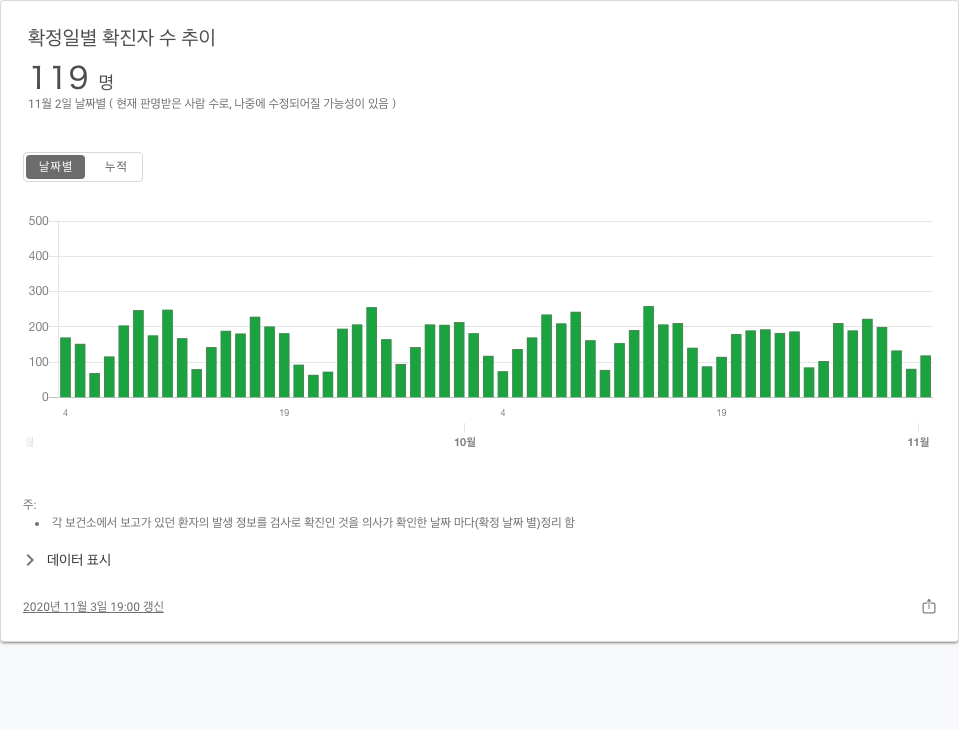 확정일별 확진자 수 추이
119 명
11월 2일 날짜별 ( 현재 판명받은 사람 수로, 나중에 수정되어질 가능성이 있음 )
날짜별 누적
500
400
300
200
100
0
4 19 4 19
월 10월 11월
주:
• 각 보건소에서 보고가 있던 환자의 발생 정보를 검사로 확진인 것을 의사가 확인한 날짜 마다(확정 날짜 별)정리 함
데이터 표시
2020년 11월 3일 19:00 갱신